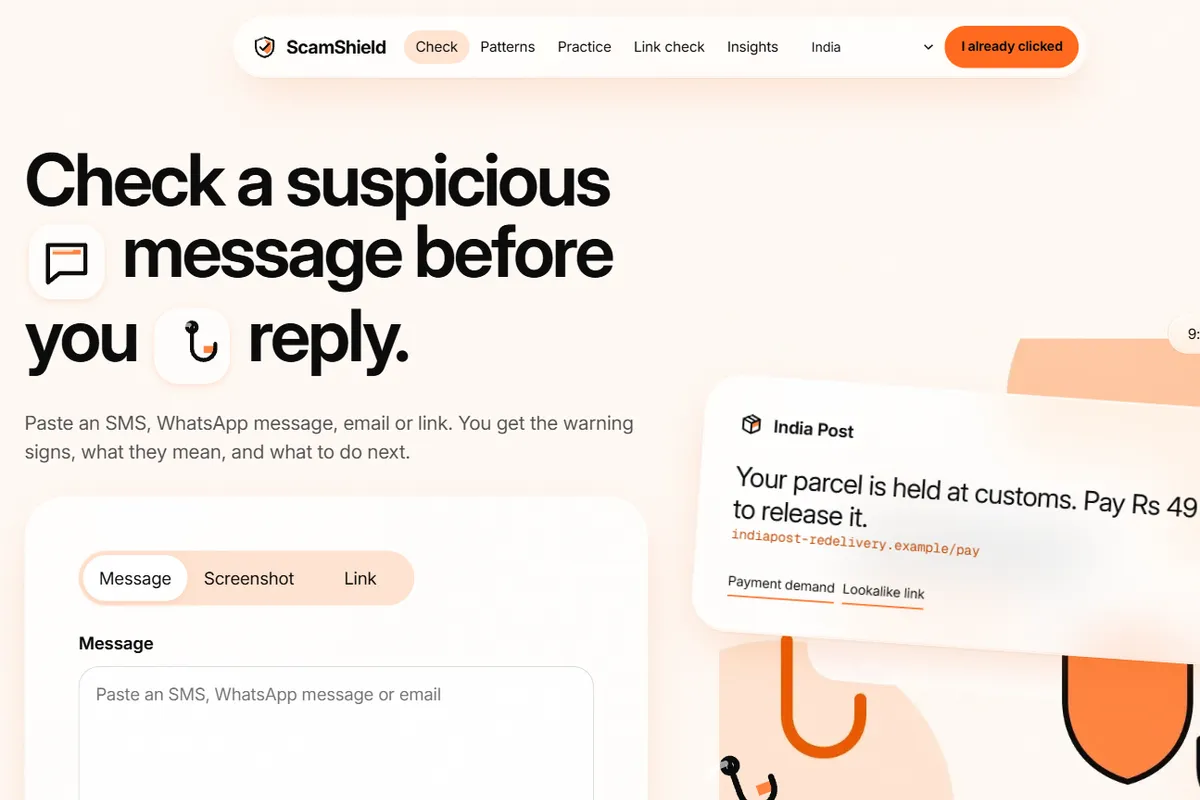 ScamShield
Check
Patterns
Practice
Link check
Insights
India
I already clicked
Check a suspicious
message before
you reply.
Paste an SMS, WhatsApp message, email or link. You get the warning
signs, what they mean, and what to do next.
Message
Screenshot
Link
Message
Paste an SMS, WhatsApp message or email
9:
India Post
Your parcel is held at customs. Pay Rs 49
to release it.
indiapost-redelivery.example/pay
Payment demand
Lookalike link